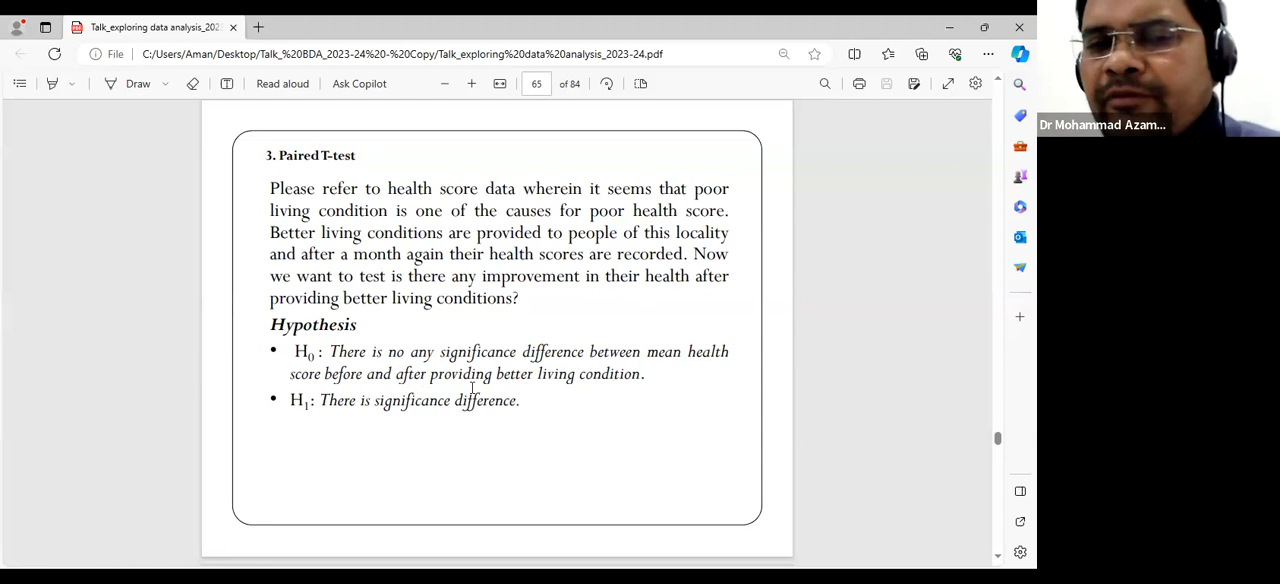 Talk_exploring data analysis_202
File
C:/Users/Aman/Desktop/Talk_%20BDA_2023-24%20-%20Copy/Talk_exploring%20data%20analysis_2023-24.pdf
Draw
Read aloud
Ask Copilot
65
of 84
Dr Mohammad Azam...
3. Paired T-test
Please refer to health score data wherein it seems that poor
living condition is one of the causes for poor health score.
Better living conditions are provided to people of this locality
and after a month again their health scores are recorded. Now
we want to test is there any improvement in their health after
providing better living conditions?
Hypothesis
• H0 : There is no any significance difference between mean health
score before and after providing better living condition.
• H1: There is significance difference.